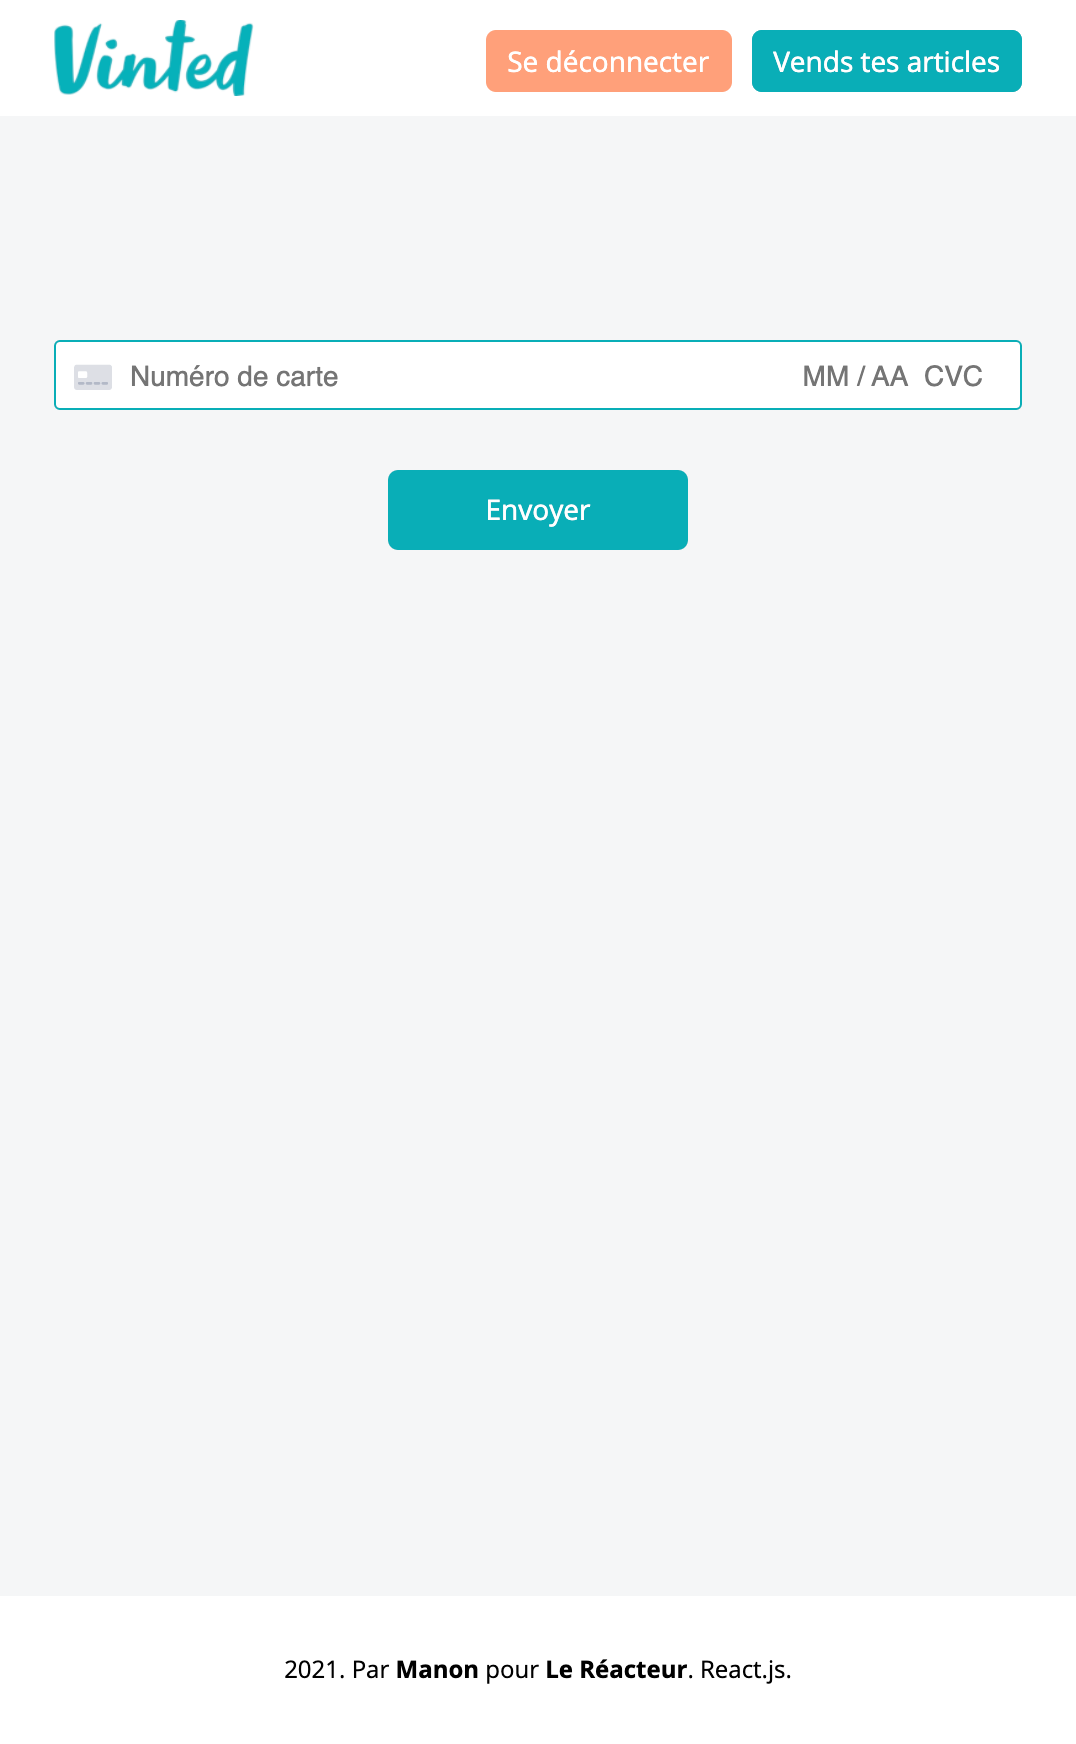 Vinted
Se déconnecter
Vends tes articles
Numéro de carte
MM / AA CVC
Envoyer
2021. Par Manon pour Le Réacteur. React.js.